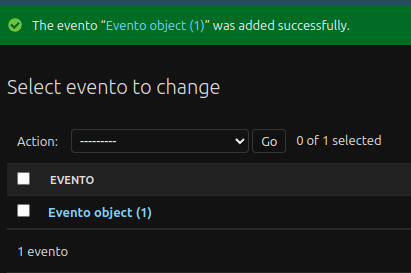 The evento “Evento object (1)” was added successfully.
Select evento to change
Action: --------- Go 0 of 1 selected
EVENTO
Evento object (1)
1 evento